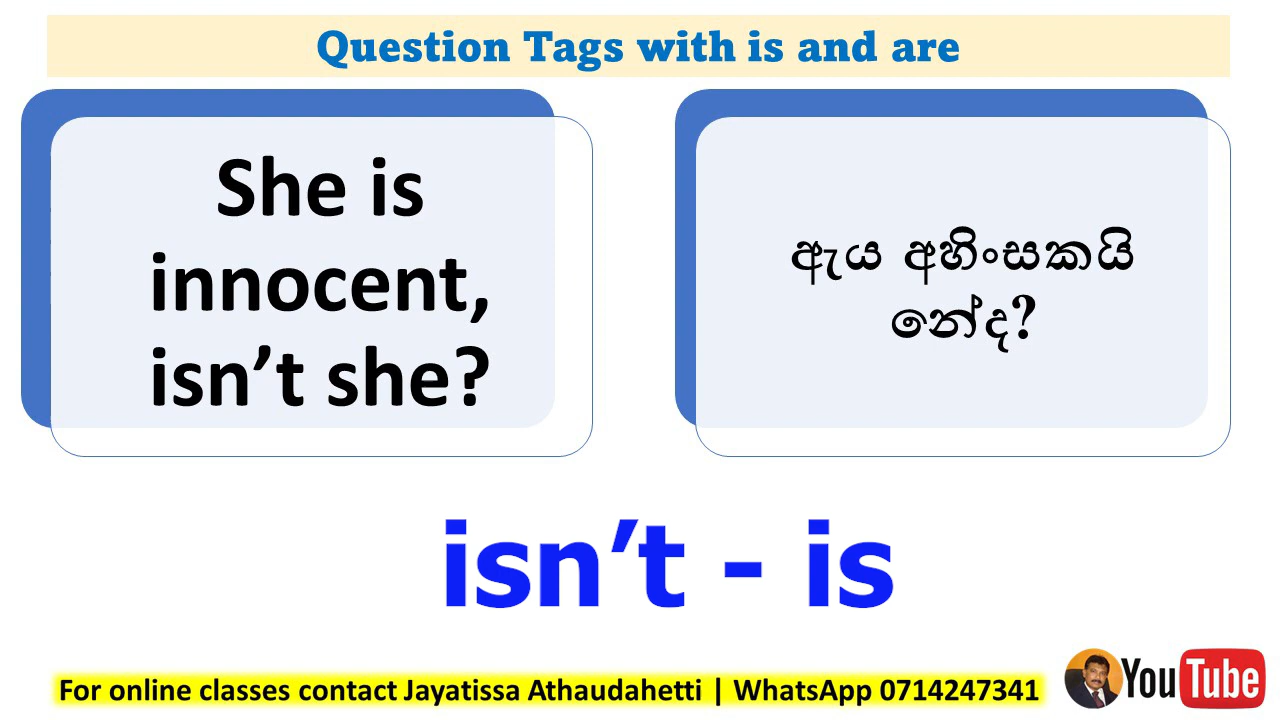 Question Tags with is and are
She is
innocent,
isn’t she?
ඇය අහිංසකයි
නේද?
isn’t - is
For online classes contact Jayatissa Athaudahetti | WhatsApp 0714247341
YouTube